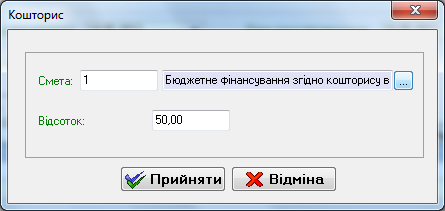 Кошторис
Смета: 1 Бюджетне фінансування згідно кошторису в ...
Відсоток: 50,00
Прийняти Відміна